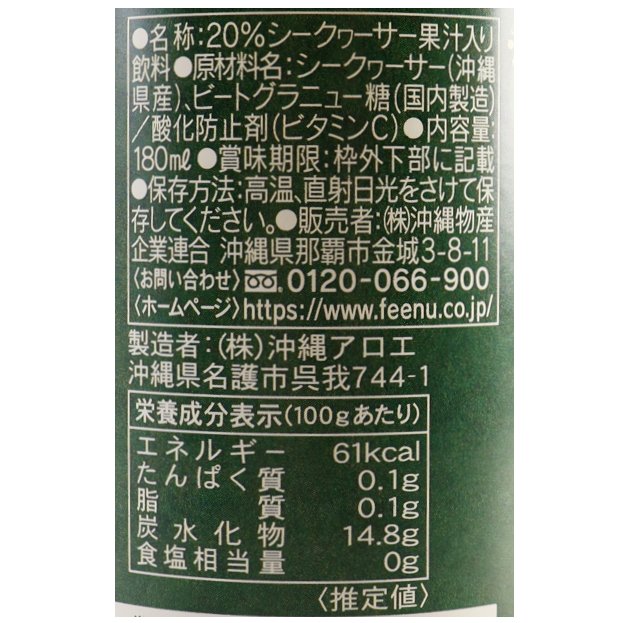 ●名称:20%シークヮーサー果汁入り
飲料●原材料名:シークヮーサー(沖縄
県産)、ビートグラニュー糖(国内製造)
/酸化防止剤(ビタミンC)●内容量:
180㎖●賞味期限:枠外下部に記載
●保存方法:高温、直射日光をさけて保
存してください。●販売者:㈱沖縄物産
企業連合 沖縄県那覇市金城3-8-11
〈お問い合わせ〉 0120-066-900
〈ホームページ〉https://www.feenu.co.jp/
製造者:(株)沖縄アロエ
沖縄県名護市呉我744-1
栄養成分表示(100gあたり)
エネルギー 61kcal
たんぱく質 0.1g
脂質 0.1g
炭水化物 14.8g
食塩相当量 0g
〈推定値〉